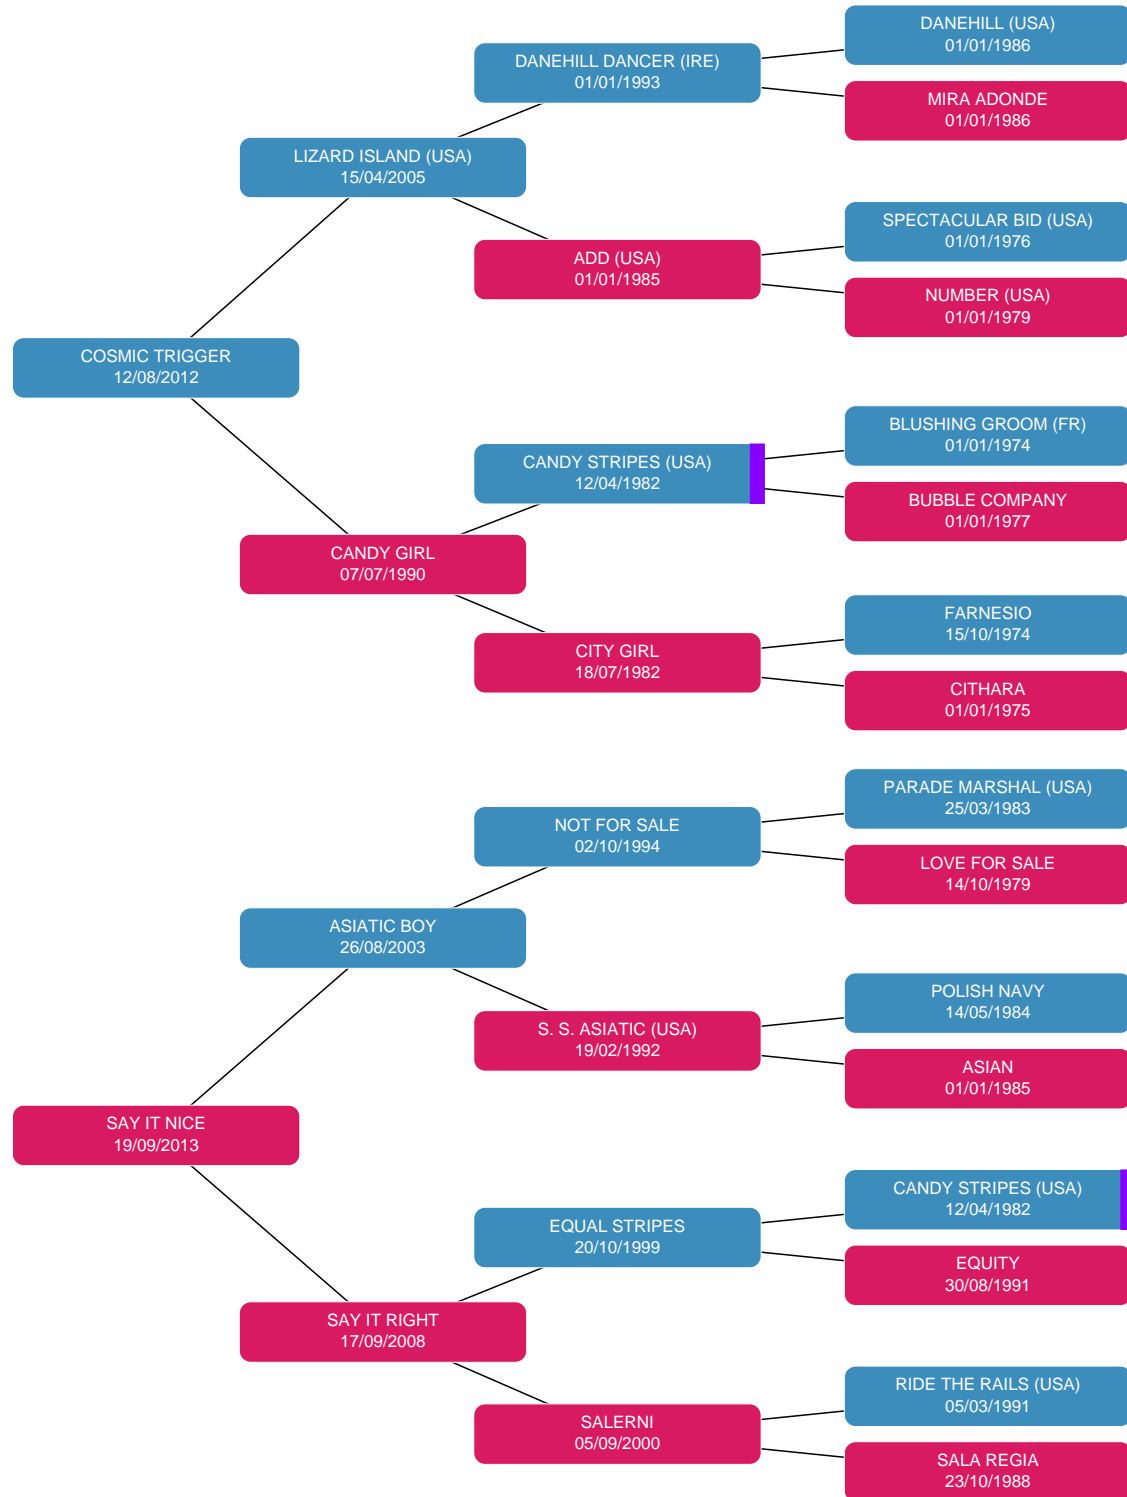 DANEHILL (USA)
01/01/1986
DANEHILL DANCER (IRE)
01/01/1993
MIRA ADONDE
01/01/1986
LIZARD ISLAND (USA)
15/04/2005
SPECTACULAR BID (USA)
01/01/1976
ADD (USA)
01/01/1985
NUMBER (USA)
01/01/1979
COSMIC TRIGGER
12/08/2012
BLUSHING GROOM (FR)
01/01/1974
CANDY STRIPES (USA)
12/04/1982
BUBBLE COMPANY
01/01/1977
CANDY GIRL
07/07/1990
FARNESIO
15/10/1974
CITY GIRL
18/07/1982
CITHARA
01/01/1975
PARADE MARSHAL (USA)
25/03/1983
NOT FOR SALE
02/10/1994
LOVE FOR SALE
14/10/1979
ASIATIC BOY
26/08/2003
POLISH NAVY
14/05/1984
S. S. ASIATIC (USA)
19/02/1992
ASIAN
01/01/1985
SAY IT NICE
19/09/2013
CANDY STRIPES (USA)
12/04/1982
EQUAL STRIPES
20/10/1999
EQUITY
30/08/1991
SAY IT RIGHT
17/09/2008
RIDE THE RAILS (USA)
05/03/1991
SALERNI
05/09/2000
SALA REGIA
23/10/1988